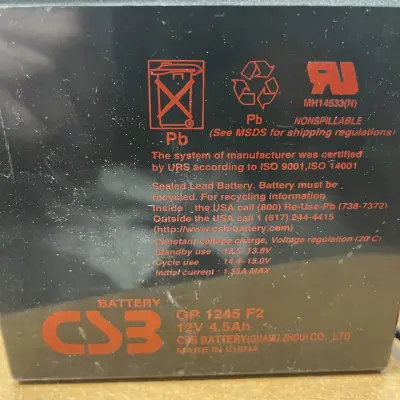 Pb
Pb
MH14533(N)
NONSPILLABLE
(See MSDS for shipping regulations)
The system of manufacturer was certified
by URS according to ISO 9001,ISO 14001
Sealed Lead Battery. Battery must be
recycled. For recycling information.
Inside the USA call (800) Re-Use-Pb (738-7372)
Outside the USA call 1 (817) 244-4415
(http://www.csb-battery.com)
Constant voltage charge, Voltage regulation (20°C)
Standby use : 13.5-13.8V
Cycle use : 14.4-15.0V
Initial current : 1.35A MAX
BATTERY
CSB
GP 1245 F2
12V 4.5Ah
CSB BATTERY(GUANG ZHOU) CO., LTD
MADE IN CHINA